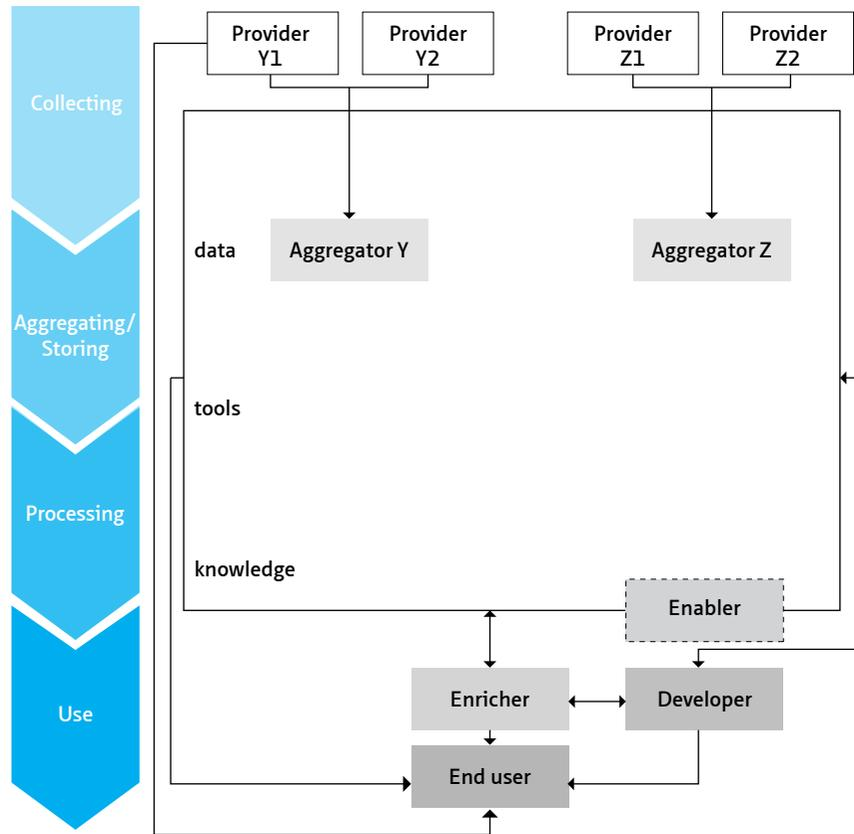 Provider
Y1
Provider
Y2
Provider
Z1
Provider
Z2
Collecting
data
Aggregator Y
Aggregator Z
Aggregating/
Storing
tools
Processing
knowledge
Enabler
Enricher
Developer
Use
End user